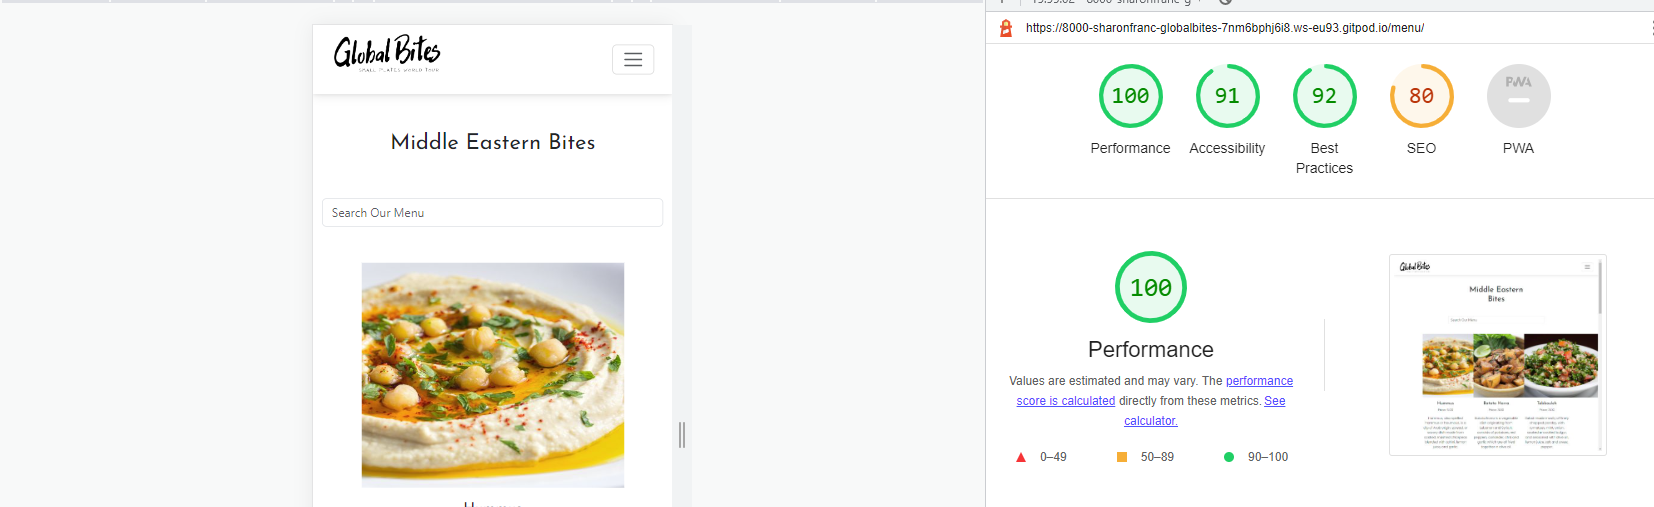 Global Bites
SMALL PLATES WORLD TOUR
Middle Eastern Bites
Search Our Menu
https://8000-sharonfranc-globalbites-7nm6bphj6i8.ws-eu93.gitpod.io/menu/
100
91
92
80
PWA
Performance
Accessibility
Best
Practices
SEO
PWA
100
Performance
Values are estimated and may vary. The performance
score is calculated directly from these metrics. See
calculator.
0–49
50–89
90–100
Global Bites
Middle Eastern
Bites
Search Our Menu